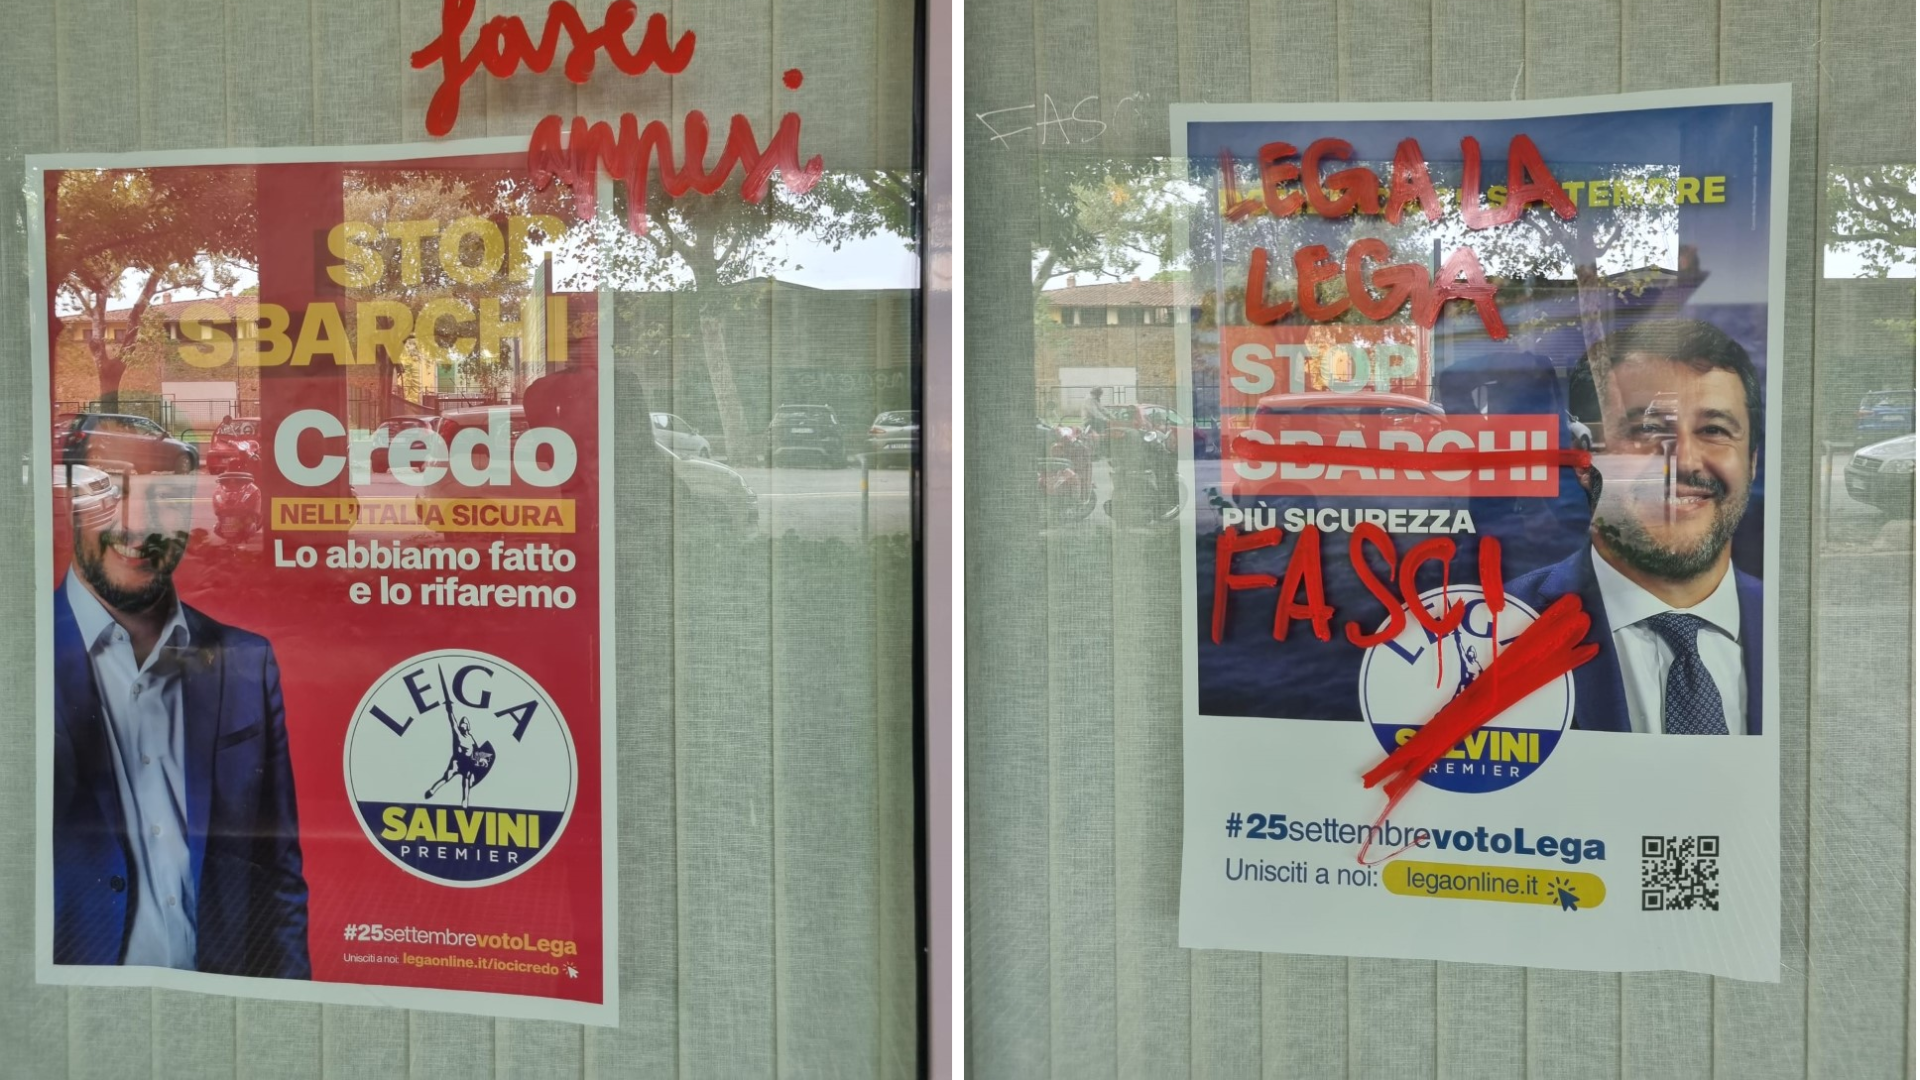 fasci
appesi
STOP
SBARCHI
Credo
NELL'ITALIA SICURA
Lo abbiamo fatto
e lo rifaremo
LEGA
SALVINI
PREMIER
#25settembrevotoLega
Unisciti a noi: legaonline.it/iocicredo
FASC
LEGA LA
SETTEMBRE
LEGA
STOP
SBARCHI
PIÙ SICUREZZA
FASCI
LEGA
SALVINI
PREMIER
#25settembrevotoLega
Unisciti a noi: legaonline.it